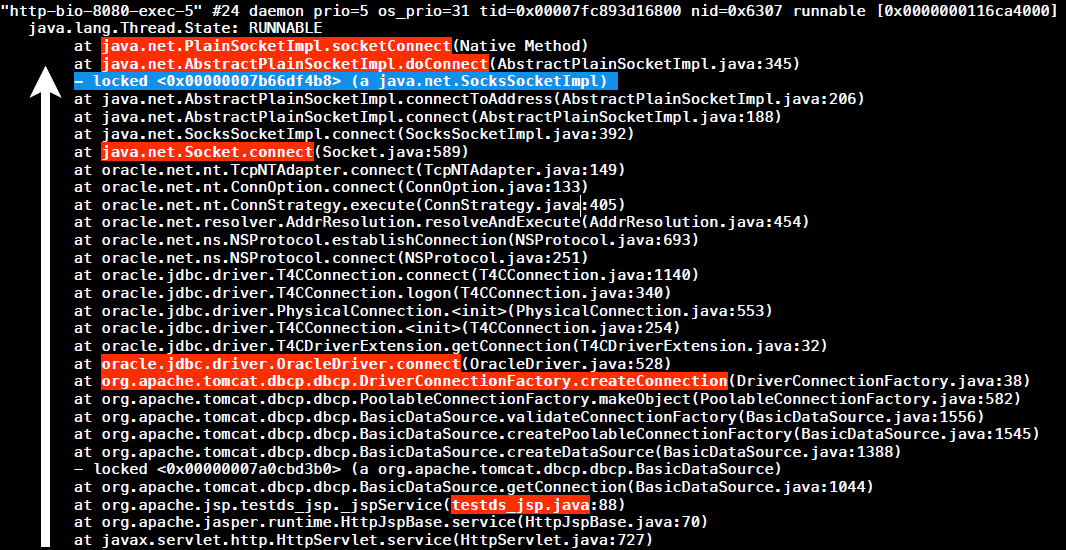 "http-bio-8080-exec-5" #24 daemon prio=5 os_prio=31 tid=0x00007fc893d16800 nid=0x6307 runnable [0x0000000116ca4000]
java.lang.Thread.State: RUNNABLE
at java.net.PlainSocketImpl.socketConnect(Native Method)
at java.net.AbstractPlainSocketImpl.doConnect(AbstractPlainSocketImpl.java:345)
– locked <0x00000007b66df4b8> (a java.net.SocksSocketImpl)
at java.net.AbstractPlainSocketImpl.connectToAddress(AbstractPlainSocketImpl.java:206)
at java.net.AbstractPlainSocketImpl.connect(AbstractPlainSocketImpl.java:188)
at java.net.SocksSocketImpl.connect(SocksSocketImpl.java:392)
at java.net.Socket.connect(Socket.java:589)
at oracle.net.nt.TcpNTAdapter.connect(TcpNTAdapter.java:149)
at oracle.net.nt.ConnOption.connect(ConnOption.java:133)
at oracle.net.nt.ConnStrategy.execute(ConnStrategy.java:405)
at oracle.net.resolver.AddrResolution.resolveAndExecute(AddrResolution.java:454)
at oracle.net.ns.NSProtocol.establishConnection(NSProtocol.java:693)
at oracle.net.ns.NSProtocol.connect(NSProtocol.java:251)
at oracle.jdbc.driver.T4CConnection.connect(T4CConnection.java:1140)
at oracle.jdbc.driver.T4CConnection.logon(T4CConnection.java:340)
at oracle.jdbc.driver.PhysicalConnection.<init>(PhysicalConnection.java:553)
at oracle.jdbc.driver.T4CConnection.<init>(T4CConnection.java:254)
at oracle.jdbc.driver.T4CDriverExtension.getConnection(T4CDriverExtension.java:32)
at oracle.jdbc.driver.OracleDriver.connect(OracleDriver.java:528)
at org.apache.tomcat.dbcp.dbcp.DriverConnectionFactory.createConnection(DriverConnectionFactory.java:38)
at org.apache.tomcat.dbcp.dbcp.PoolableConnectionFactory.makeObject(PoolableConnectionFactory.java:582)
at org.apache.tomcat.dbcp.dbcp.BasicDataSource.validateConnectionFactory(BasicDataSource.java:1556)
at org.apache.tomcat.dbcp.dbcp.BasicDataSource.createPoolableConnectionFactory(BasicDataSource.java:1545)
at org.apache.tomcat.dbcp.dbcp.BasicDataSource.createDataSource(BasicDataSource.java:1388)
– locked <0x00000007a0cbd3b0> (a org.apache.tomcat.dbcp.dbcp.BasicDataSource)
at org.apache.tomcat.dbcp.dbcp.BasicDataSource.getConnection(BasicDataSource.java:1044)
at org.apache.jsp.testds_jsp._jspService(testds_jsp.java:88)
at org.apache.jasper.runtime.HttpJspBase.service(HttpJspBase.java:70)
at javax.servlet.http.HttpServlet.service(HttpServlet.java:727)